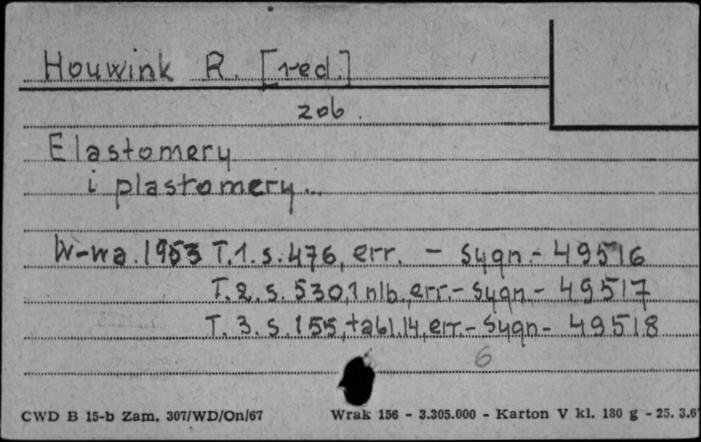 Houwink R. [red.]
zob.
Elastomery
i plastomery...
W-wa. 1953 T.1. s. 476, err. - Sygn. - 49516
T. 2. s. 530, 1 nlb., err. - Sygn. - 49517
T. 3. s. 155, tabl. 14, err. - Sygn - 49518
6
CWD B 15-b Zam. 307/WD/On/67 Wrak 156 - 3.305.000 - Karton V kl. 180 g - 25. 3.6